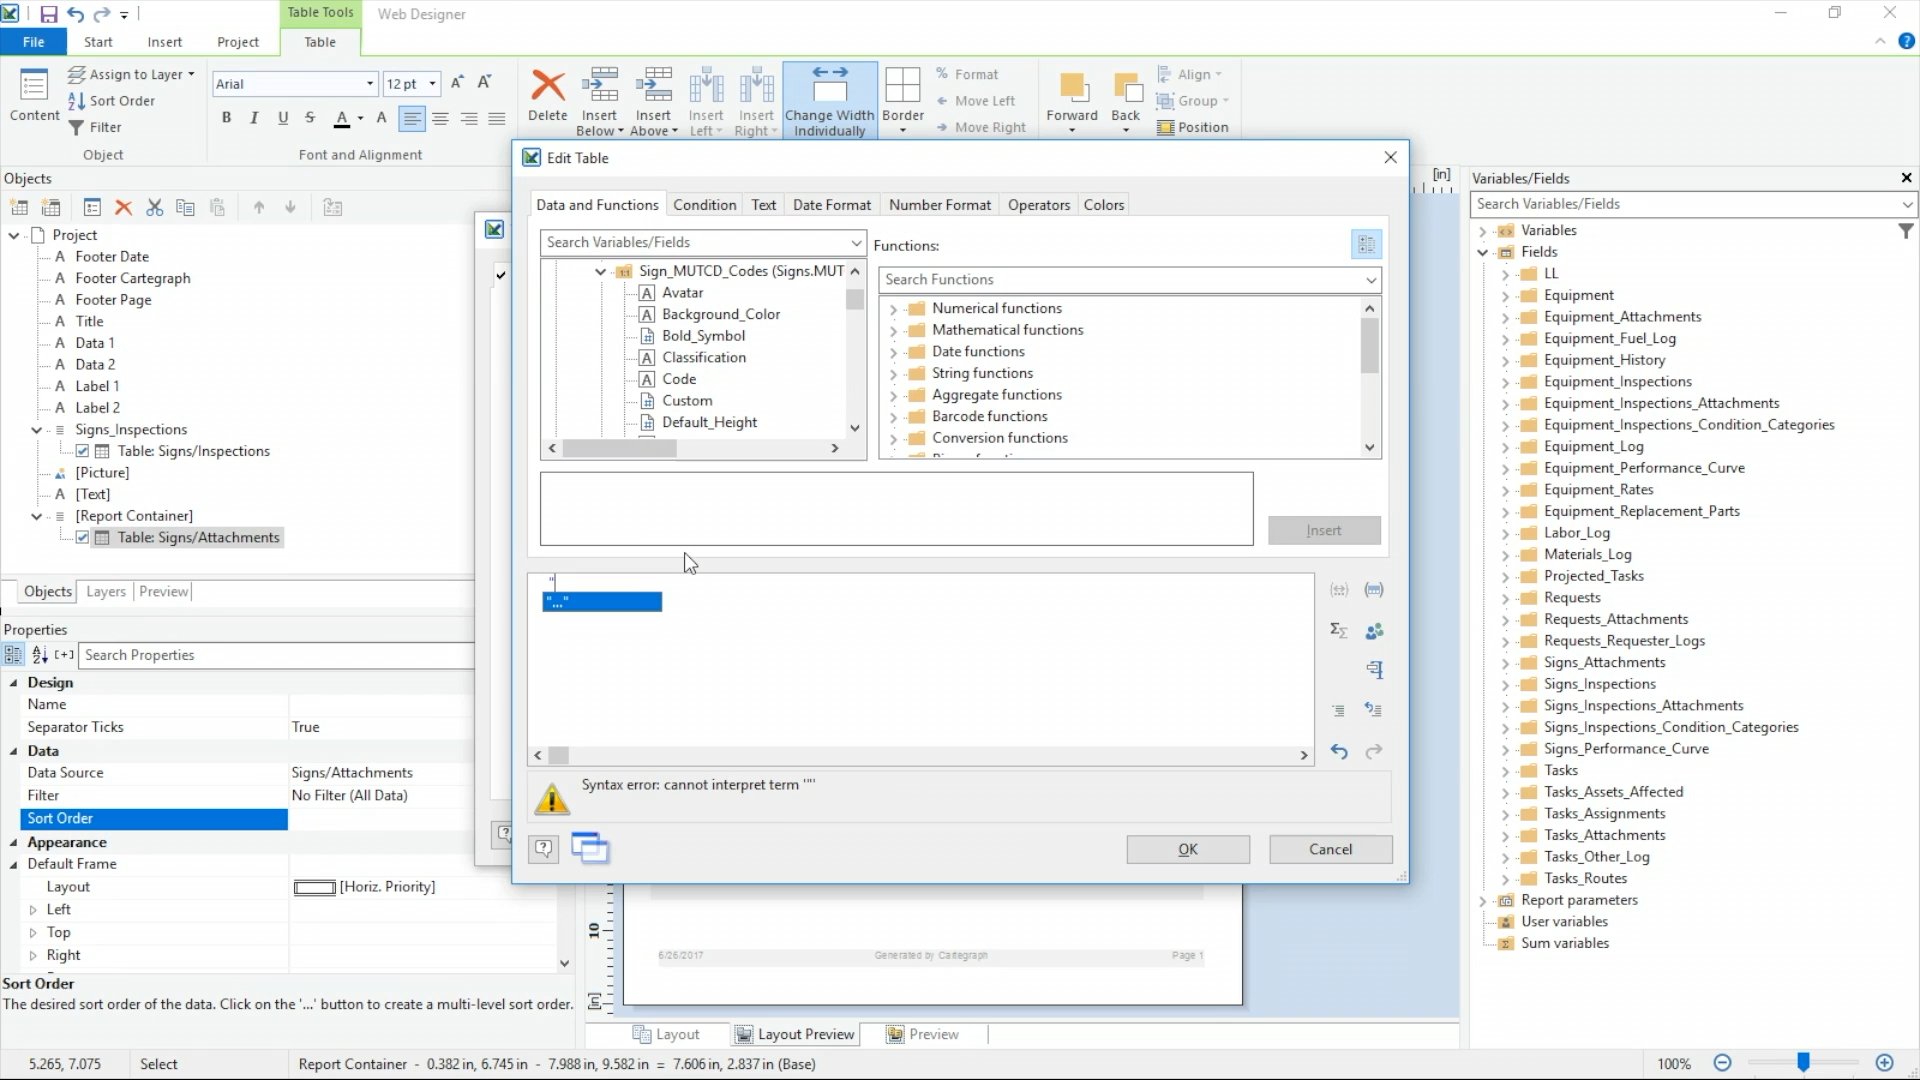 Table Tools
Web Designer
File
Start
Insert
Project
Table
Content
Assign to Layer
Sort Order
Filter
Object
Arial
12 pt
B
I
U
S
A
A
Font and Alignment
Delete
Insert
Below
Insert
Above
Insert
Left
Insert
Right
Change Width
Individually
Border
% Format
Move Left
Move Right
Forward
Back
Align
Group
Position
Objects
Project
Footer Date
Footer Cartegraph
Footer Page
Title
Data 1
Data 2
Label 1
Label 2
Signs_Inspections
Table: Signs/Inspections
[Picture]
[Text]
[Report Container]
Table: Signs/Attachments
Objects
Layers
Preview
Properties
Search Properties
Design
Name
Separator Ticks
True
Data
Data Source
Signs/Attachments
Filter
No Filter (All Data)
Sort Order
Appearance
Default Frame
Layout
[Horiz. Priority]
Left
Top
Right
Sort Order
The desired sort order of the data. Click on the '...' button to create a multi-level sort order.
5.265, 7.075
Select
Report Container - 0.382 in, 6.745 in - 7.988 in, 9.582 in = 7.606 in, 2.837 in (Base)
100%
Edit Table
Data and Functions
Condition
Text
Date Format
Number Format
Operators
Colors
Search Variables/Fields
Sign_MUTCD_Codes (Signs.MUT
Avatar
Background_Color
Bold_Symbol
Classification
Code
Custom
Default_Height
Functions:
Search Functions
Numerical functions
Mathematical functions
Date functions
String functions
Aggregate functions
Barcode functions
Conversion functions
Insert
"
"..."
Syntax error: cannot interpret term '"'
OK
Cancel
[in]
10
6/26/2017
Generated by Cartegraph
Page 1
Layout
Layout Preview
Preview
Variables/Fields
Search Variables/Fields
Variables
Fields
LL
Equipment
Equipment_Attachments
Equipment_Fuel_Log
Equipment_History
Equipment_Inspections
Equipment_Inspections_Attachments
Equipment_Inspections_Condition_Categories
Equipment_Log
Equipment_Performance_Curve
Equipment_Rates
Equipment_Replacement_Parts
Labor_Log
Materials_Log
Projected_Tasks
Requests
Requests_Attachments
Requests_Requester_Logs
Signs_Attachments
Signs_Inspections
Signs_Inspections_Attachments
Signs_Inspections_Condition_Categories
Signs_Performance_Curve
Tasks
Tasks_Assets_Affected
Tasks_Assignments
Tasks_Attachments
Tasks_Other_Log
Tasks_Routes
Report parameters
User variables
Sum variables